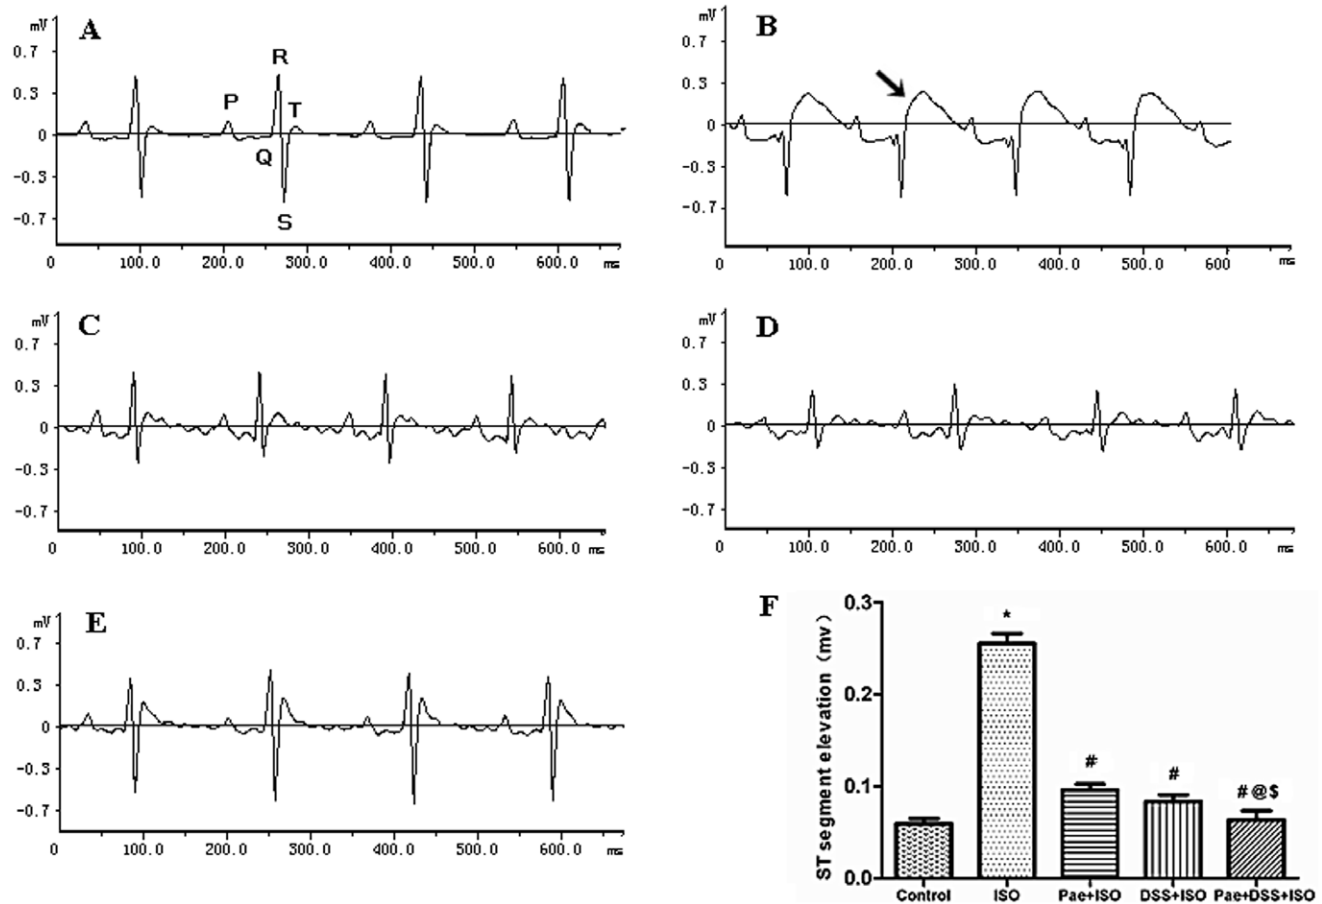 A
mV
0.7
0.3
0
-0.3
-0.7
R
P
T
Q
S
0 100.0 200.0 300.0 400.0 500.0 600.0 ms
B
mV
0.7
0.3
0
-0.3
-0.7
0 100.0 200.0 300.0 400.0 500.0 600 ms
C
mV
0.7
0.3
0
-0.3
-0.7
0 100.0 200.0 300.0 400.0 500.0 600.0 ms
D
mV
0.7
0.3
0
-0.3
-0.7
0 100.0 200.0 300.0 400.0 500.0 600.0 ms
E
mV
0.7
0.3
0
-0.3
-0.7
0 100.0 200.0 300.0 400.0 500.0 600.0 ms
F
ST segment elevation (mv)
0.3
0.2
0.1
0.0
*
#
#
#@$
Control ISO Pae+ISO DSS+ISO Pae+DSS+ISO